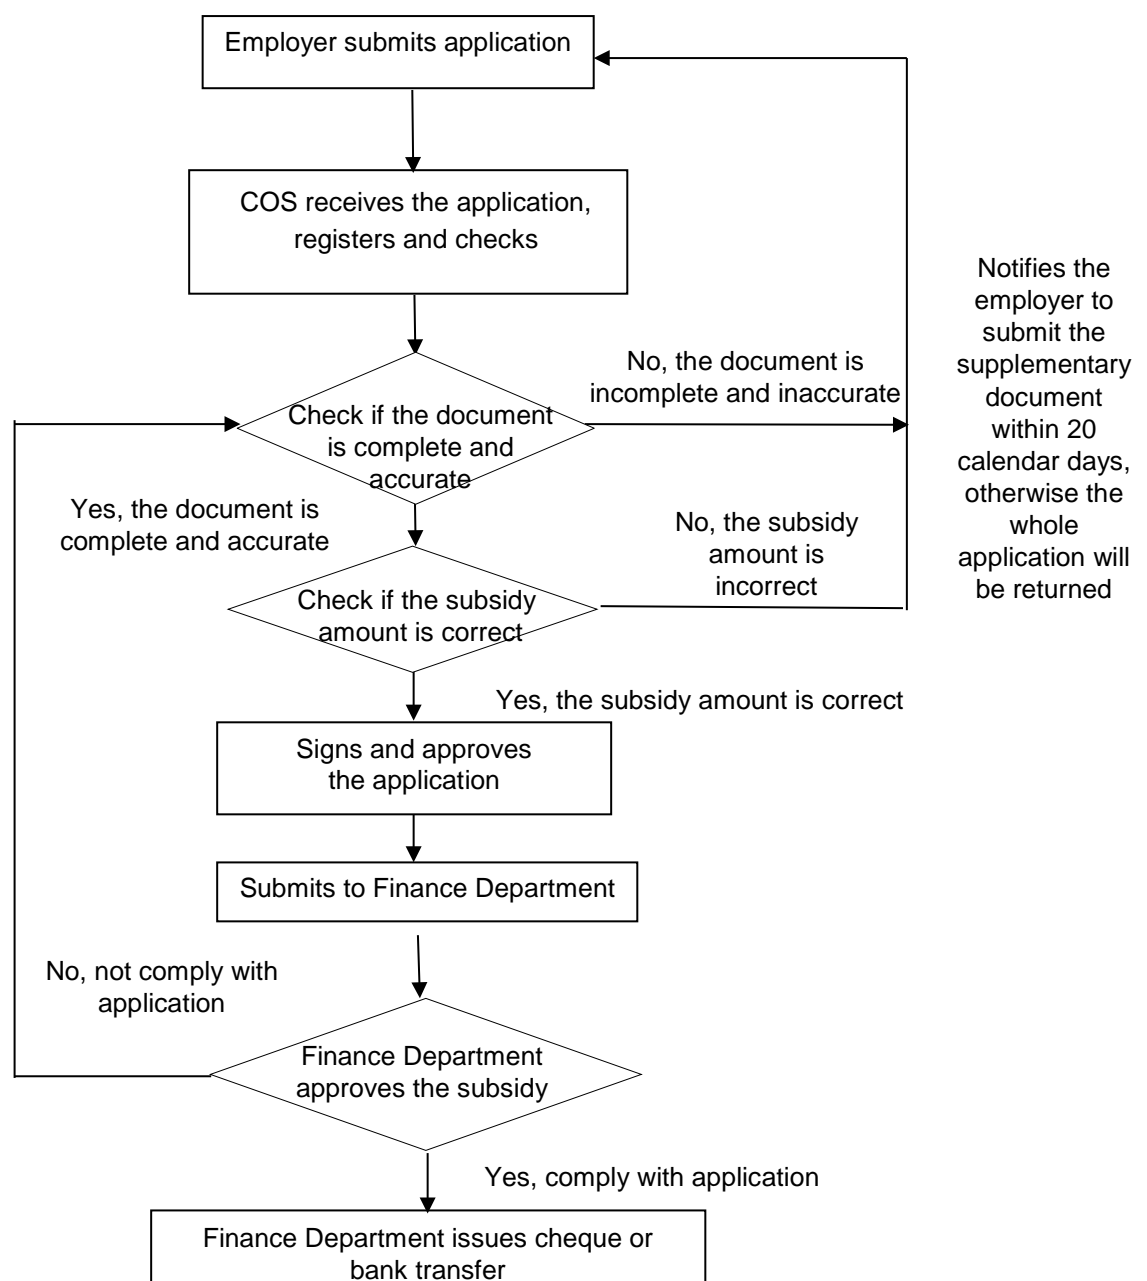 Employer submits application
COS receives the application,
registers and checks
Notifies the
employer to
submit the
supplementary
document
within 20
calendar days,
otherwise the
whole
application will
be returned
No, the document is
incomplete and inaccurate
Check if the document
is complete and
accurate
Yes, the document is
complete and accurate
No, the subsidy
amount is
incorrect
Check if the subsidy
amount is correct
Yes, the subsidy amount is correct
Signs and approves
the application
Submits to Finance Department
No, not comply with
application
Finance Department
approves the subsidy
Yes, comply with application
Finance Department issues cheque or
bank transfer